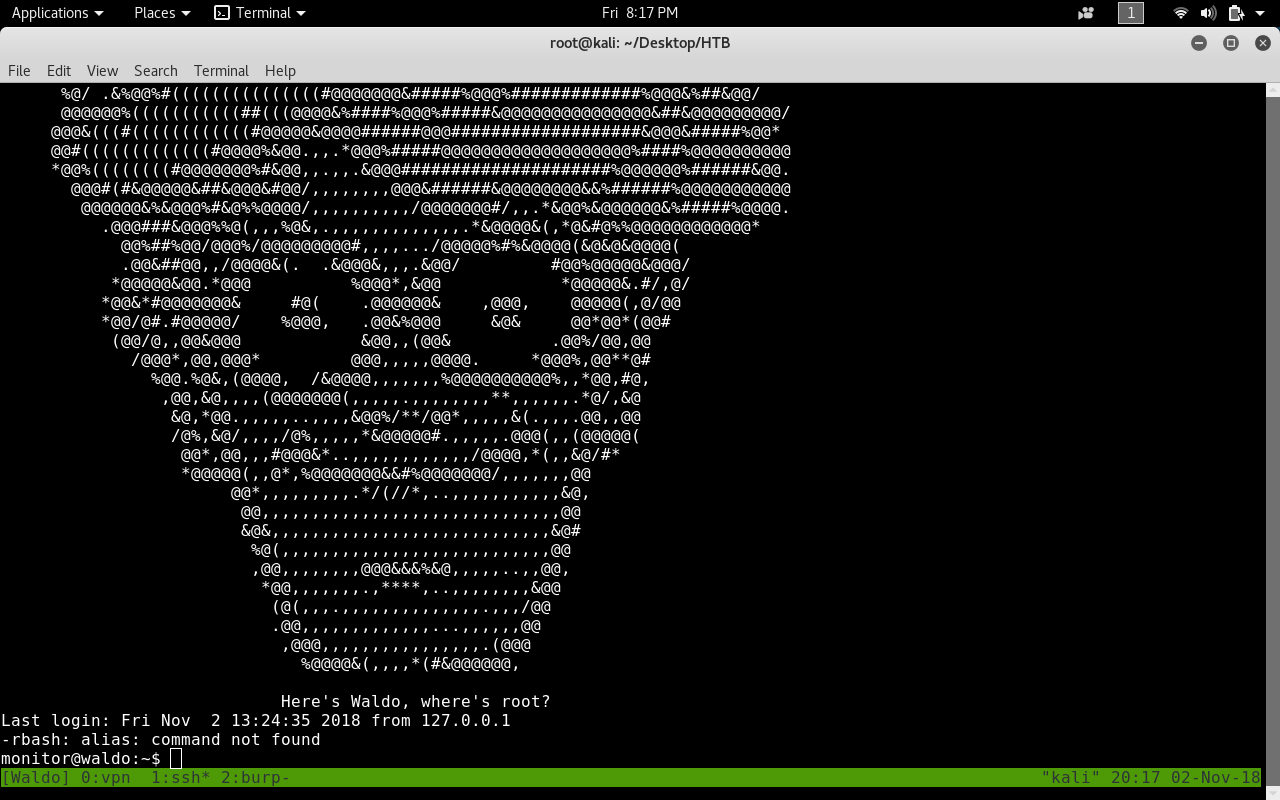 Applications Places Terminal Fri 8:17 PM 1
root@kali: ~/Desktop/HTB
File Edit View Search Terminal Help
Here's Waldo, where's root?
Last login: Fri Nov  2 13:24:35 2018 from 127.0.0.1
-rbash: alias: command not found
monitor@waldo:~$
[Waldo] 0:vpn  1:ssh* 2:burp- "kali" 20:17 02-Nov-18